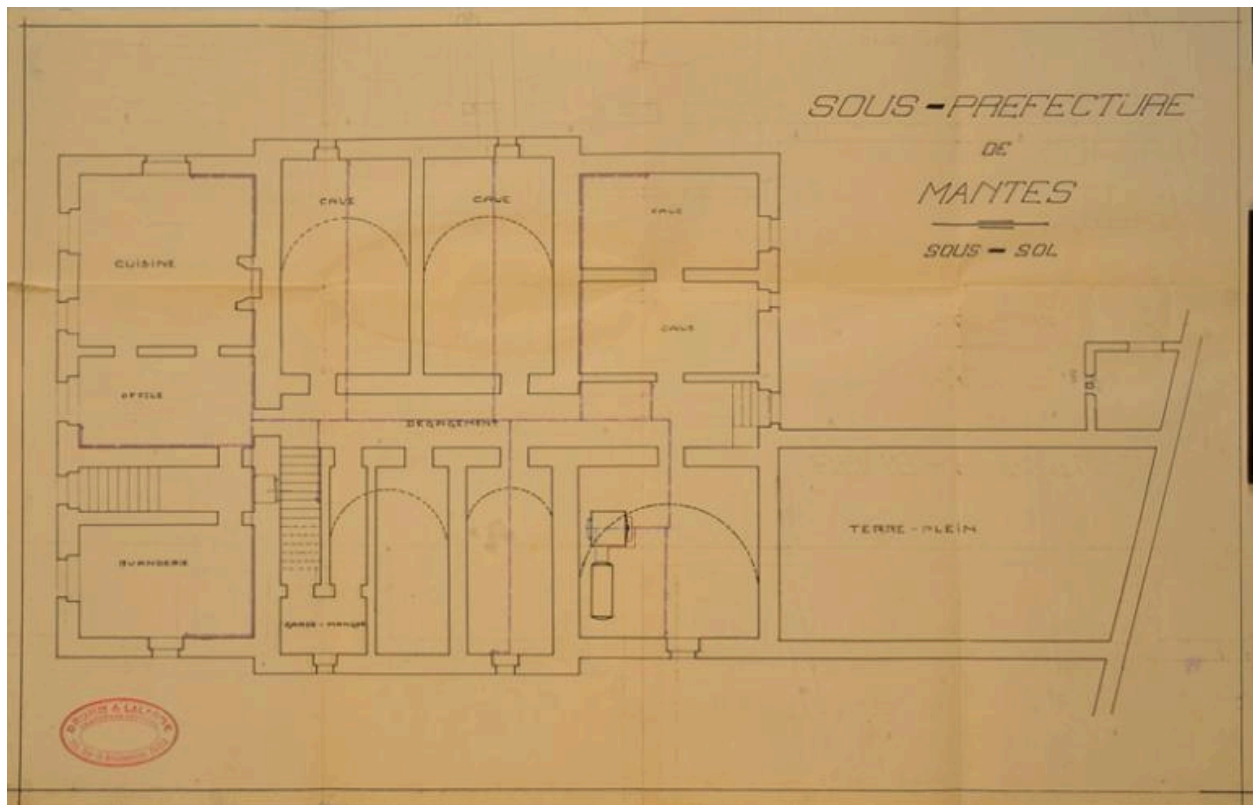 SOUS-PREFECTURE
DE
MANTES
SOUS-SOL
CAVE
CAVE
CAVE
CUISINE
CAVE
OFFICE
DEGAGEMENT
TERRE-PLEIN
BUANDERIE
GARDE-MANGER